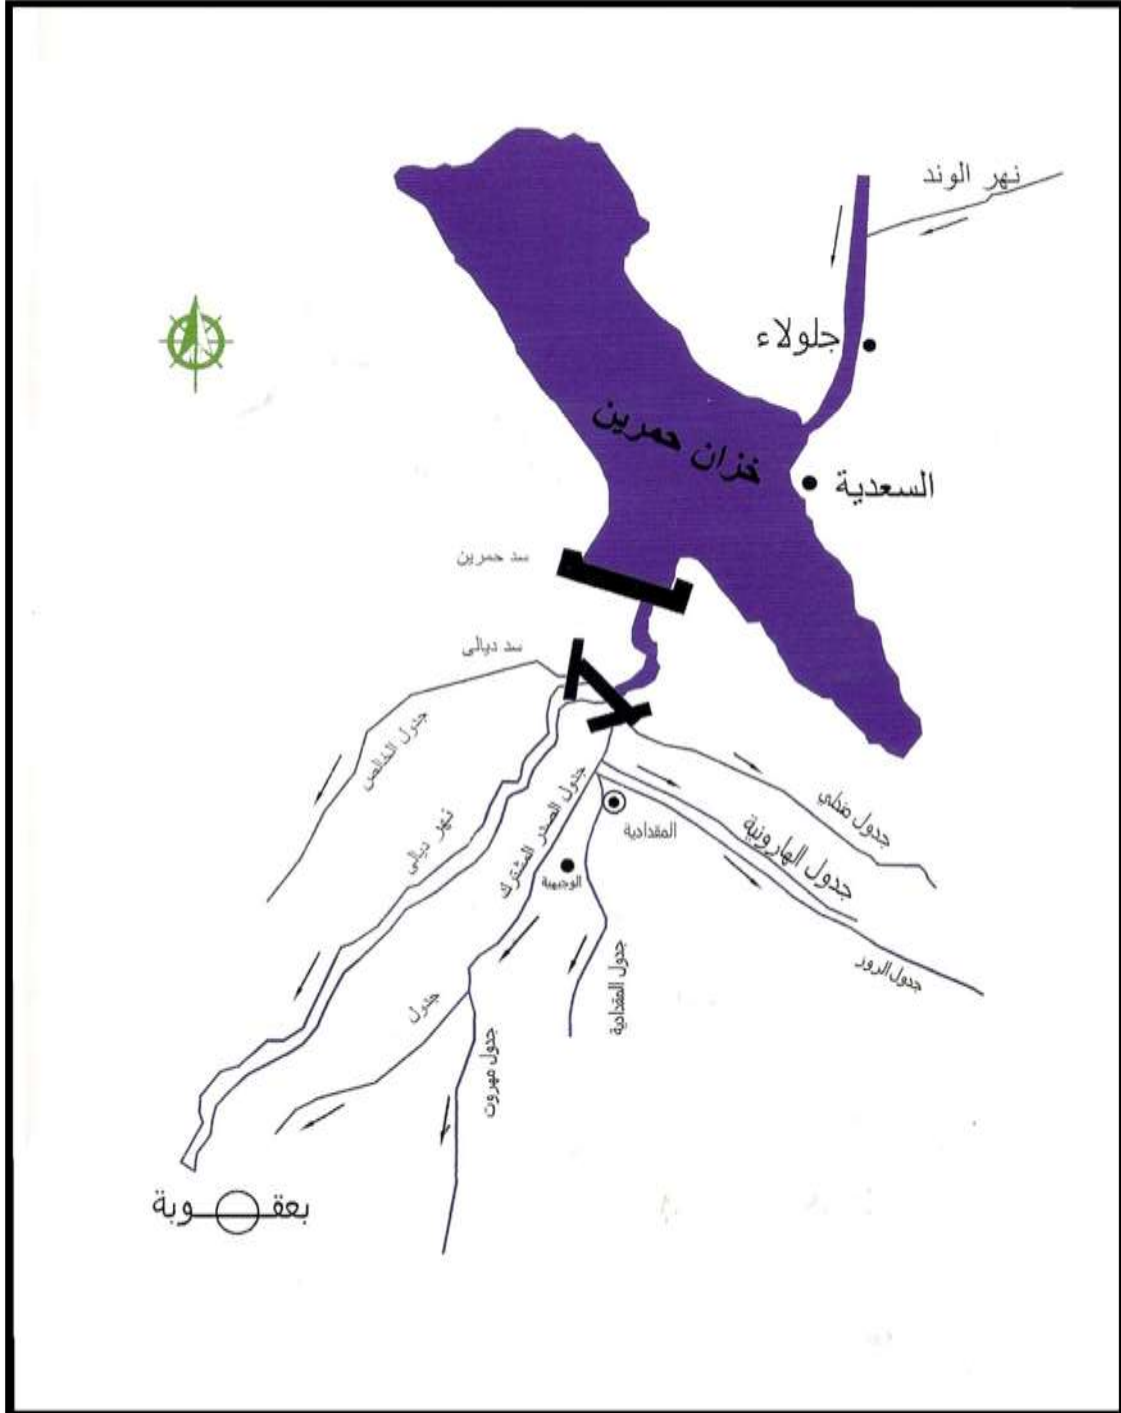 نهر الوند
جلولاء
خزان حمرين
السعدية
سد حمرين
سد ديالى
جدول الخالص
نهر ديالى
جدول الصدر المشترك
المقدادية
الوجيهية
جدول مندلي
جدول الهارونية
جدول الروز
جدول المقدادية
جدول
جدول مهروت
بعقـــوبة